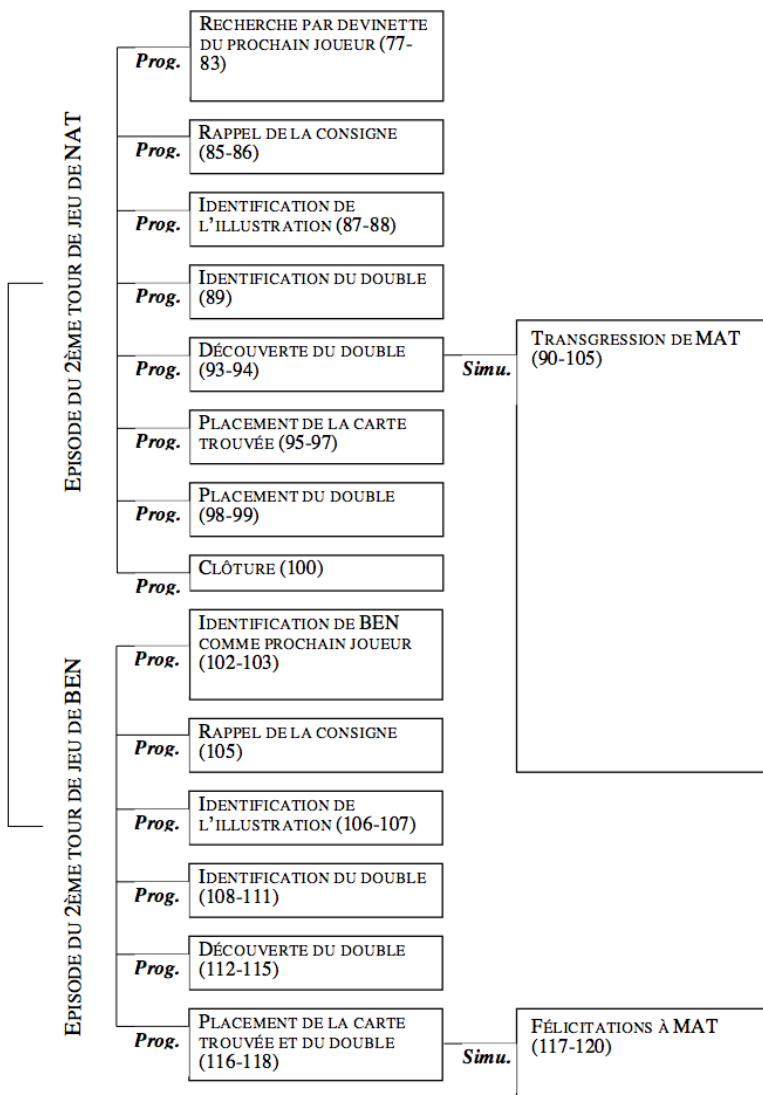 EPISODE DU 2ÈME TOUR DE JEU DE NAT
RECHERCHE PAR DEVINETTE
DU PROCHAIN JOUEUR (77-
83)
Prog.
RAPPEL DE LA CONSIGNE
(85-86)
Prog.
IDENTIFICATION DE
L'ILLUSTRATION (87-88)
Prog.
IDENTIFICATION DU DOUBLE
(89)
Prog.
DÉCOUVERTE DU DOUBLE
(93-94)
Prog.
Simu.
TRANSGRESSION DE MAT
(90-105)
PLACEMENT DE LA CARTE
TROUVÉE (95-97)
Prog.
PLACEMENT DU DOUBLE
(98-99)
Prog.
CLÔTURE (100)
Prog.
EPISODE DU 2ÈME TOUR DE JEU DE BEN
IDENTIFICATION DE BEN
COMME PROCHAIN JOUEUR
(102-103)
Prog.
RAPPEL DE LA CONSIGNE
(105)
Prog.
IDENTIFICATION DE
L'ILLUSTRATION (106-107)
Prog.
IDENTIFICATION DU DOUBLE
(108-111)
Prog.
DÉCOUVERTE DU DOUBLE
(112-115)
Prog.
PLACEMENT DE LA CARTE
TROUVÉE ET DU DOUBLE
(116-118)
Prog.
Simu.
FÉLICITATIONS À MAT
(117-120)